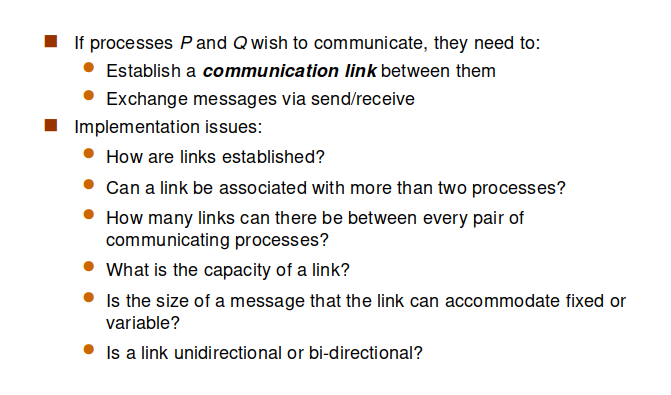 If processes P and Q wish to communicate, they need to:
Establish a communication link between them
Exchange messages via send/receive
Implementation issues:
How are links established?
Can a link be associated with more than two processes?
How many links can there be between every pair of
communicating processes?
What is the capacity of a link?
Is the size of a message that the link can accommodate fixed or
variable?
Is a link unidirectional or bi-directional?